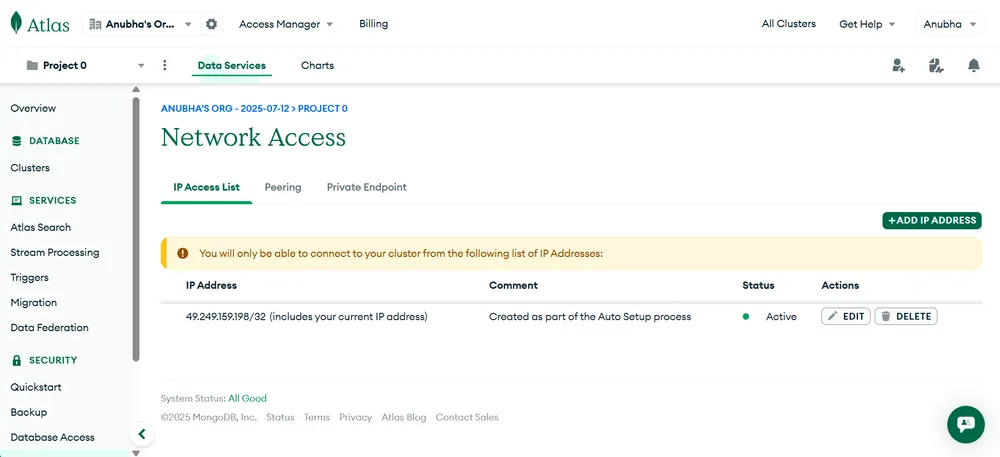 Atlas Anubha's Or... Access Manager Billing All Clusters Get Help Anubha
Project 0 Data Services Charts
Overview
DATABASE
Clusters
SERVICES
Atlas Search
Stream Processing
Triggers
Migration
Data Federation
SECURITY
Quickstart
Backup
Database Access
ANUBHA'S ORG - 2025-07-12 > PROJECT 0
Network Access
IP Access List Peering Private Endpoint
+ ADD IP ADDRESS
You will only be able to connect to your cluster from the following list of IP Addresses:
IP Address Comment Status Actions
49.249.159.198/32 (includes your current IP address) Created as part of the Auto Setup process Active EDIT DELETE
System Status: All Good
©2025 MongoDB, Inc. Status Terms Privacy Atlas Blog Contact Sales